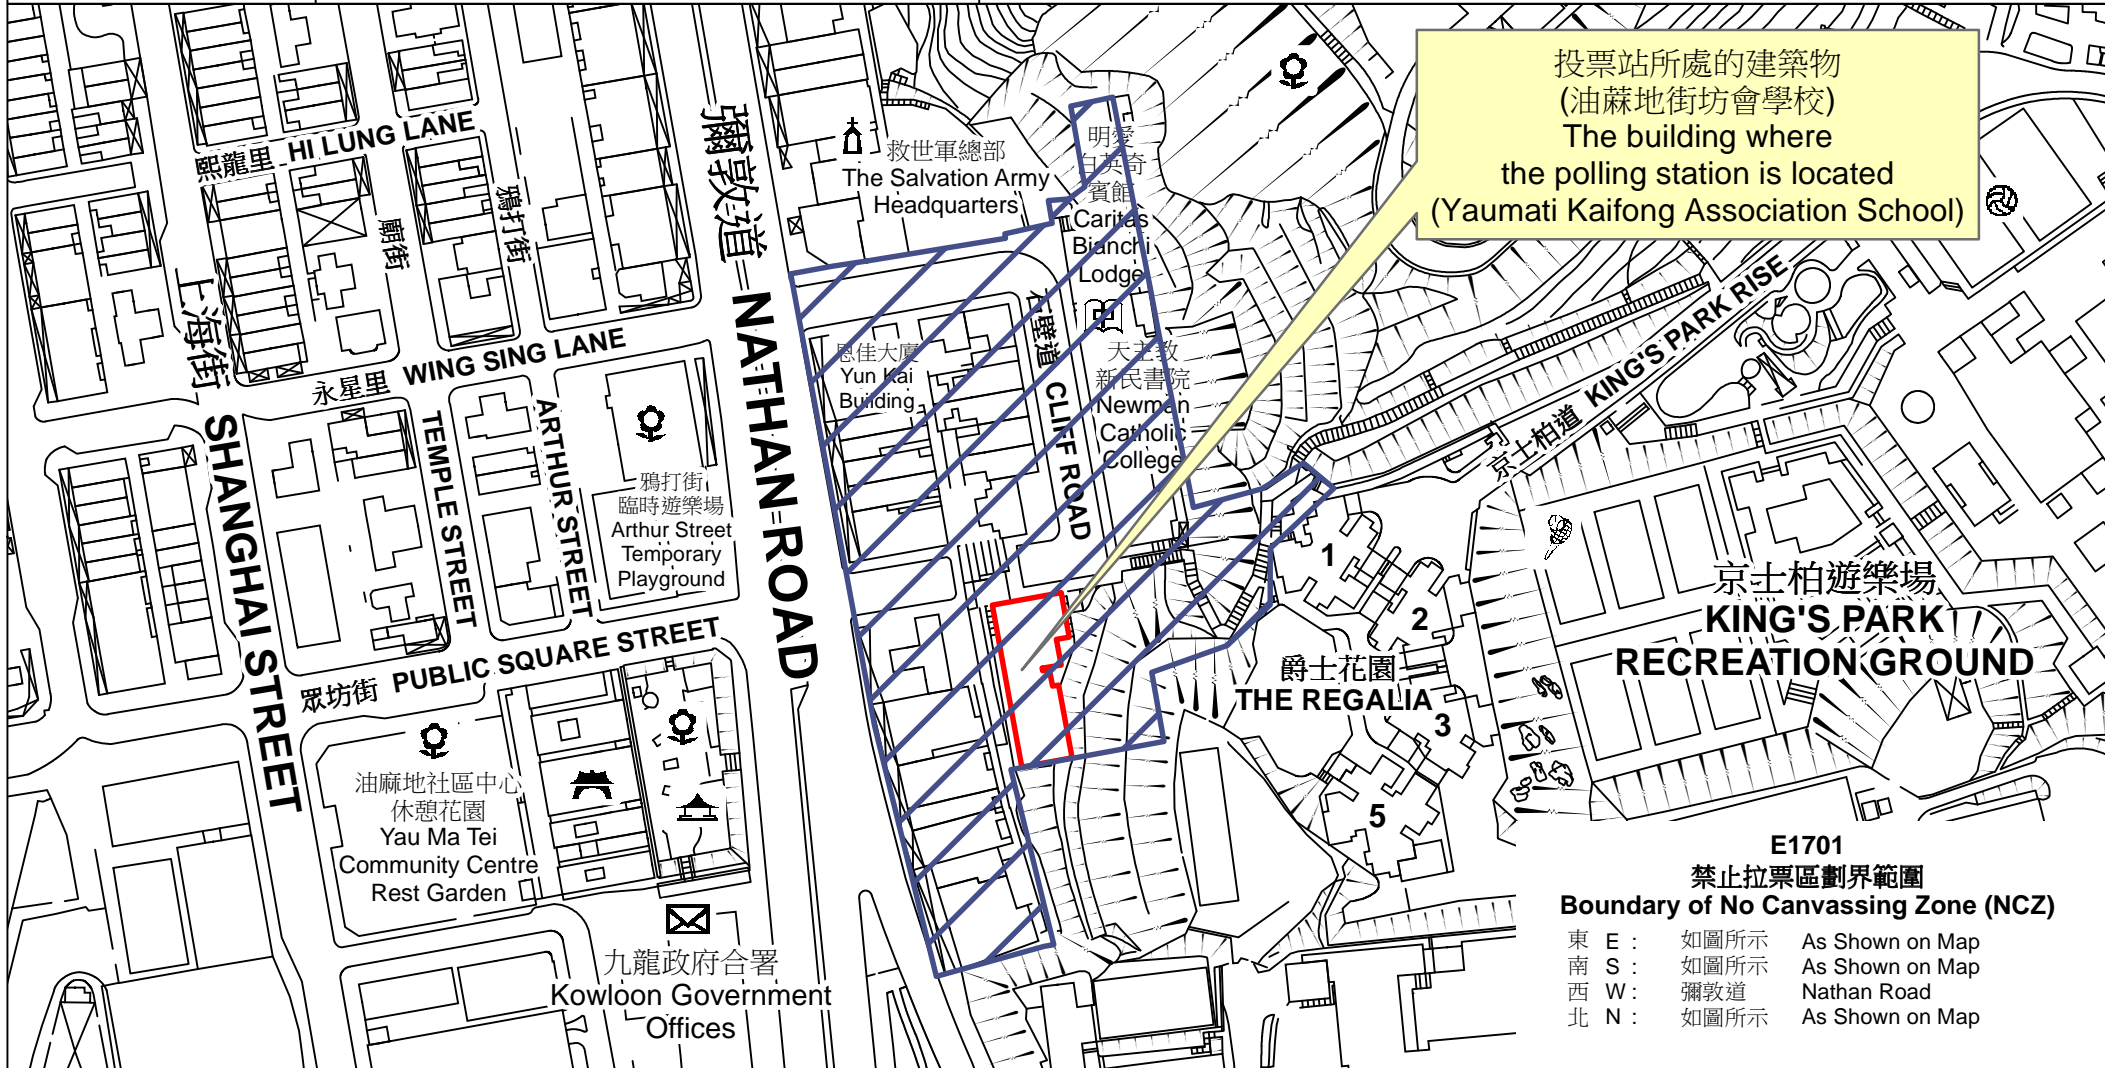 投票站所處的建築物
(油蔴地街坊會學校)
The building where
the polling station is located
(Yaumati Kaifong Association School)
熙龍里 HI LUNG LANE
廟街
鴉打街
彌敦道 NATHAN ROAD
救世軍總部
The Salvation Army
Headquarters
明愛
白英奇
賓館
Caritas
Bianchi
Lodge
上海街 SHANGHAI STREET
永星里 WING SING LANE
TEMPLE STREET
ARTHUR STREET
鴉打街
臨時遊樂場
Arthur Street
Temporary
Playground
恩佳大廈
Yun Kai
Building
石壁道 CLIFF ROAD
天主教
新民書院
Newman
Catholic
College
京士柏道 KING'S PARK RISE
京士柏遊樂場
KING'S PARK
RECREATION GROUND
1
2
3
5
爵士花園
THE REGALIA
眾坊街 PUBLIC SQUARE STREET
油麻地社區中心
休憩花園
Yau Ma Tei
Community Centre
Rest Garden
九龍政府合署
Kowloon Government
Offices
E1701
禁止拉票區劃界範圍
Boundary of No Canvassing Zone (NCZ)
東 E : 如圖所示 As Shown on Map
南 S : 如圖所示 As Shown on Map
西 W : 彌敦道 Nathan Road
北 N : 如圖所示 As Shown on Map